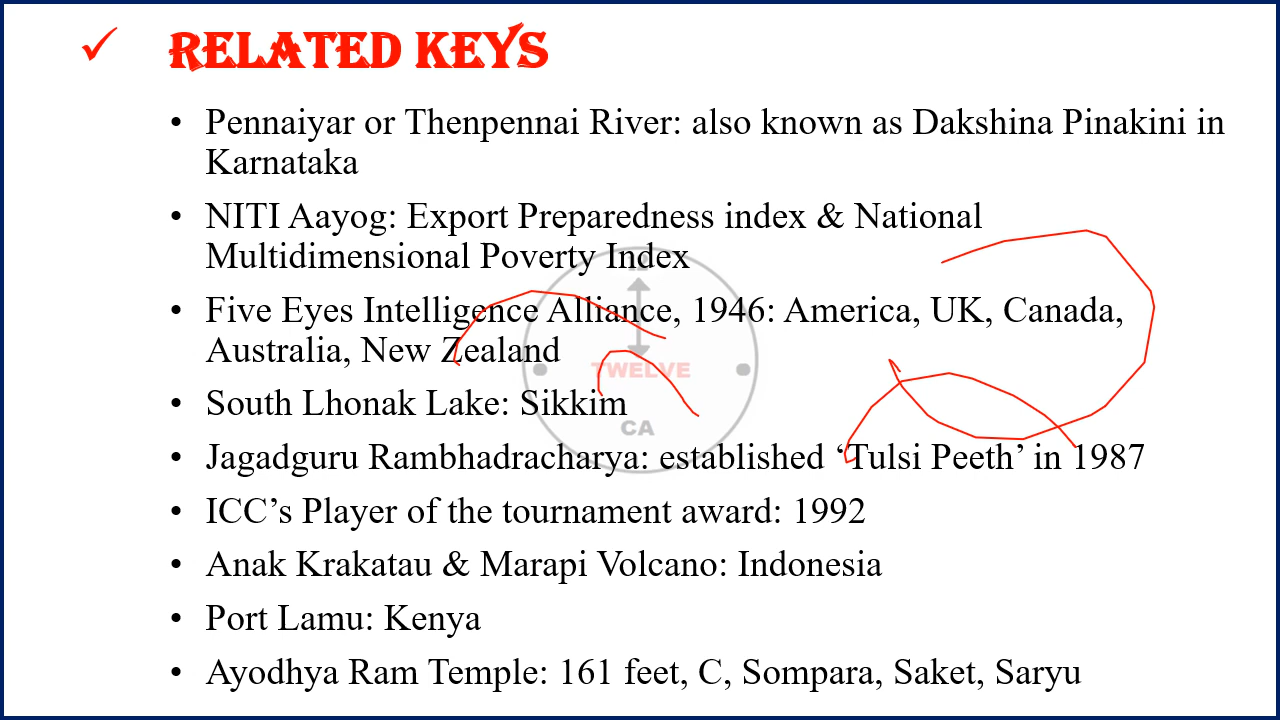 ✓ RELATED KEYS
• Pennaiyar or Thenpennai River: also known as Dakshina Pinakini in
Karnataka
• NITI Aayog: Export Preparedness index & National
Multidimensional Poverty Index
• Five Eyes Intelligence Alliance, 1946: America, UK, Canada,
Australia, New Zealand
TWELVE
• South Lhonak Lake: Sikkim
CA
• Jagadguru Rambhadracharya: established ‘Tulsi Peeth’ in 1987
• ICC’s Player of the tournament award: 1992
• Anak Krakatau & Marapi Volcano: Indonesia
• Port Lamu: Kenya
• Ayodhya Ram Temple: 161 feet, C, Sompara, Saket, Saryu